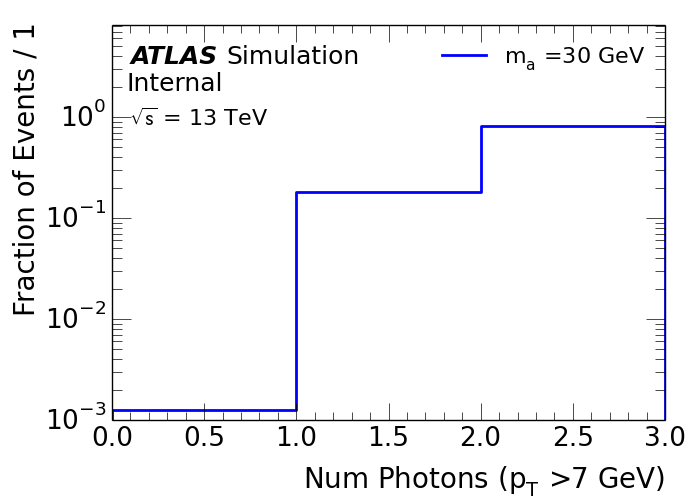 Fraction of Events / 1
ATLAS Simulation
Internal
√s = 13 TeV
m_a =30 GeV
10^0
10^−1
10^−2
10^−3
0.0 0.5 1.0 1.5 2.0 2.5 3.0
Num Photons (p_T >7 GeV)